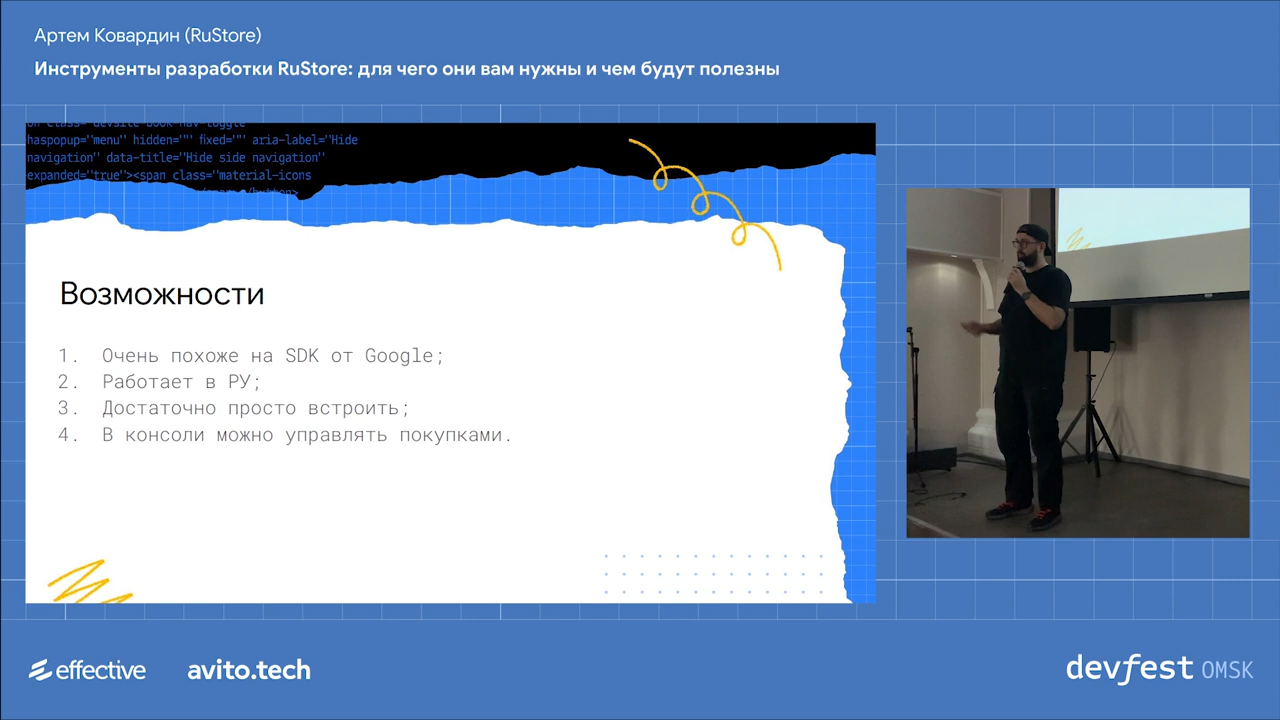 Артем Ковардин (RuStore)
Инструменты разработки RuStore: для чего они вам нужны и чем будут полезны
haspopup="menu" hidden="" fixed="" aria-label="Hide
navigation" data-title="Hide side navigation"
expanded="true"><span class="material-icons
Возможности
1. Очень похоже на SDK от Google;
2. Работает в РУ;
3. Достаточно просто встроить;
4. В консоли можно управлять покупками.
effective
avito.tech
devfest OMSK